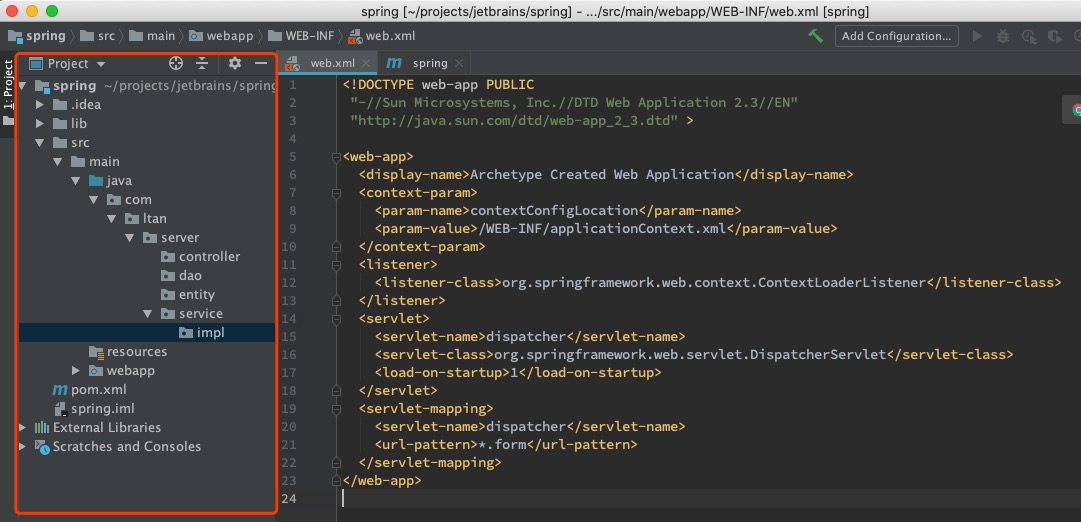 spring [~/projects/jetbrains/spring] - .../src/main/webapp/WEB-INF/web.xml [spring]
spring src main webapp WEB-INF web.xml Add Configuration...
1: Project
Project
web.xml spring
spring ~/projects/jetbrains/spring
.idea
lib
src
main
java
com
ltan
server
controller
dao
entity
service
impl
resources
webapp
pom.xml
spring.iml
External Libraries
Scratches and Consoles
1 <!DOCTYPE web-app PUBLIC
2 "-//Sun Microsystems, Inc.//DTD Web Application 2.3//EN"
3 "http://java.sun.com/dtd/web-app_2_3.dtd" >
4
5 <web-app>
6 <display-name>Archetype Created Web Application</display-name>
7 <context-param>
8 <param-name>contextConfigLocation</param-name>
9 <param-value>/WEB-INF/applicationContext.xml</param-value>
10 </context-param>
11 <listener>
12 <listener-class>org.springframework.web.context.ContextLoaderListener</listener-class>
13 </listener>
14 <servlet>
15 <servlet-name>dispatcher</servlet-name>
16 <servlet-class>org.springframework.web.servlet.DispatcherServlet</servlet-class>
17 <load-on-startup>1</load-on-startup>
18 </servlet>
19 <servlet-mapping>
20 <servlet-name>dispatcher</servlet-name>
21 <url-pattern>*.form</url-pattern>
22 </servlet-mapping>
23 </web-app>
24